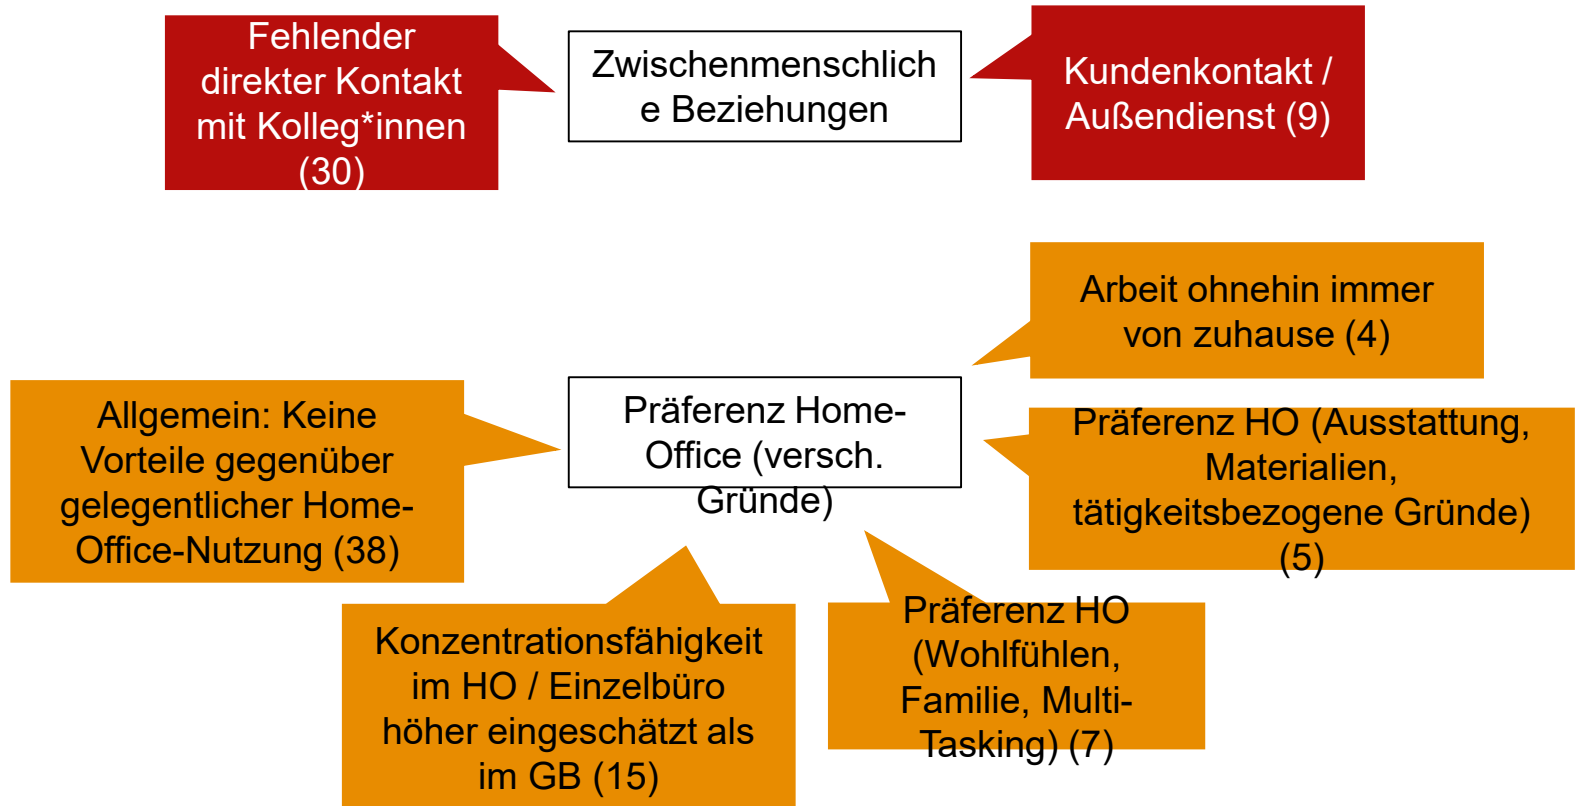 Fehlender
direkter Kontakt
mit Kolleg*innen
(30)
Zwischenmenschlich
e Beziehungen
Kundenkontakt /
Außendienst (9)
Arbeit ohnehin immer
von zuhause (4)
Allgemein: Keine
Vorteile gegenüber
gelegentlicher Home-
Office-Nutzung (38)
Präferenz Home-
Office (versch.
Gründe)
Präferenz HO (Ausstattung,
Materialien,
tätigkeitsbezogene Gründe)
(5)
Konzentrationsfähigkeit
im HO / Einzelbüro
höher eingeschätzt als
im GB (15)
Präferenz HO
(Wohlfühlen,
Familie, Multi-
Tasking) (7)